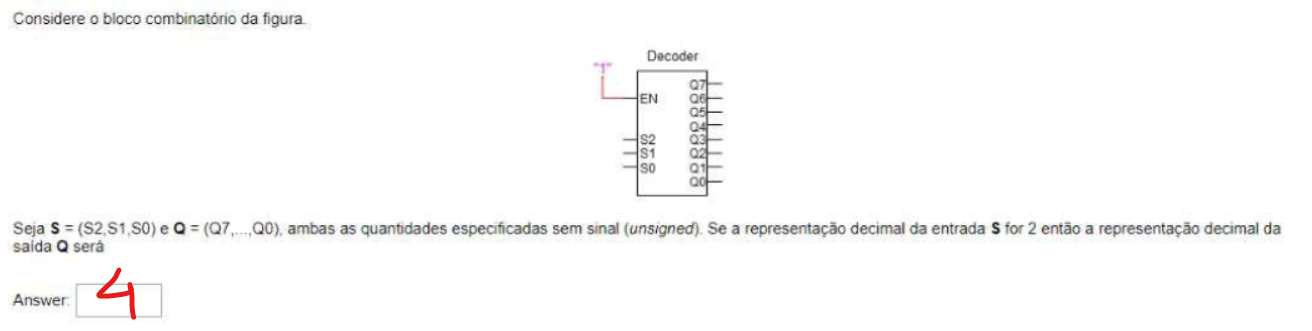 Considere o bloco combinatório da figura.
Decoder
"1"
Q7
EN
Q6
Q5
Q4
S2
Q3
S1
Q2
S0
Q1
Q0
Seja S = (S2,S1,S0) e Q = (Q7,...,Q0), ambas as quantidades especificadas sem sinal (unsigned). Se a representação decimal da entrada S for 2 então a representação decimal da
saída Q será
Answer: 4